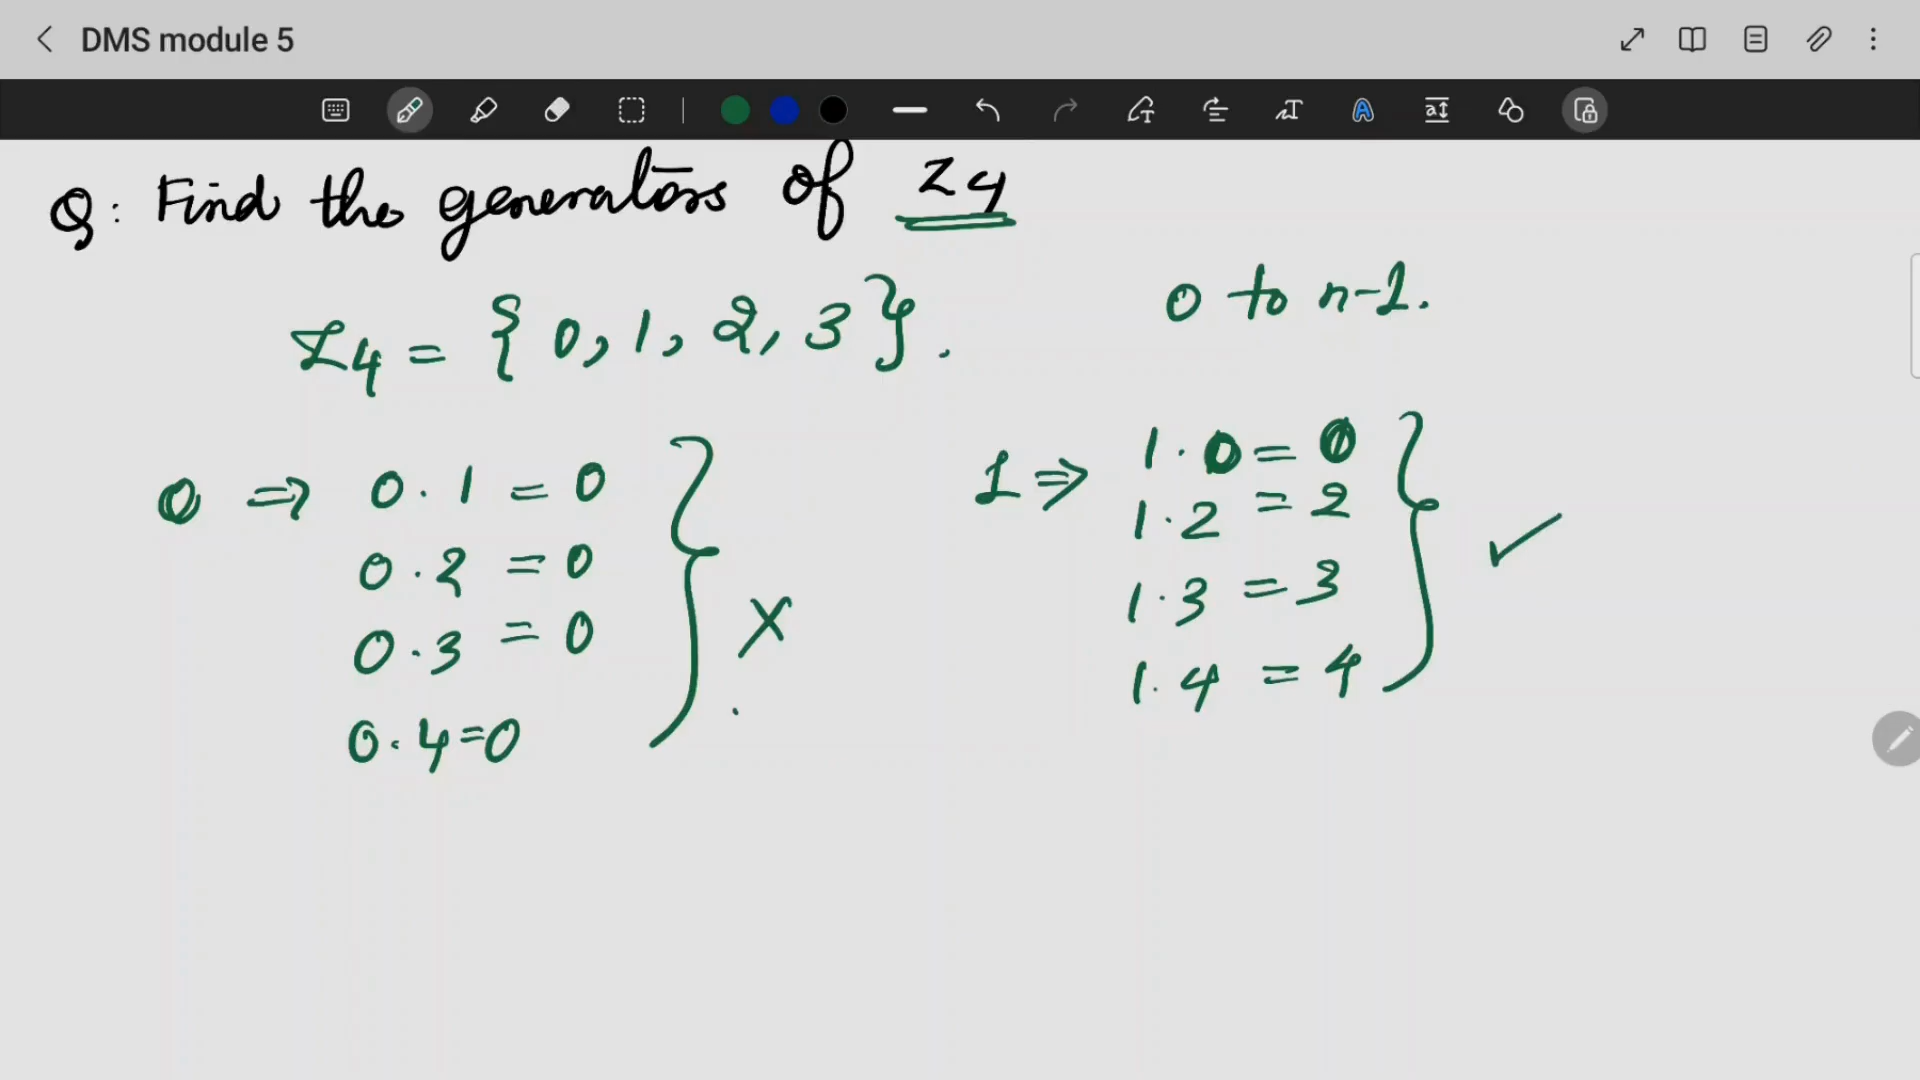 DMS module 5
Q: Find the generators of Z4
Z4 = { 0, 1, 2, 3 }.
0 to n-1.
0 ⇒ 0 . 1 = 0
0 . 2 = 0
0 . 3 = 0
0 . 4 = 0
X
1 ⇒ 1 . 0 = 0
1 . 2 = 2
1 . 3 = 3
1 . 4 = 4
✓